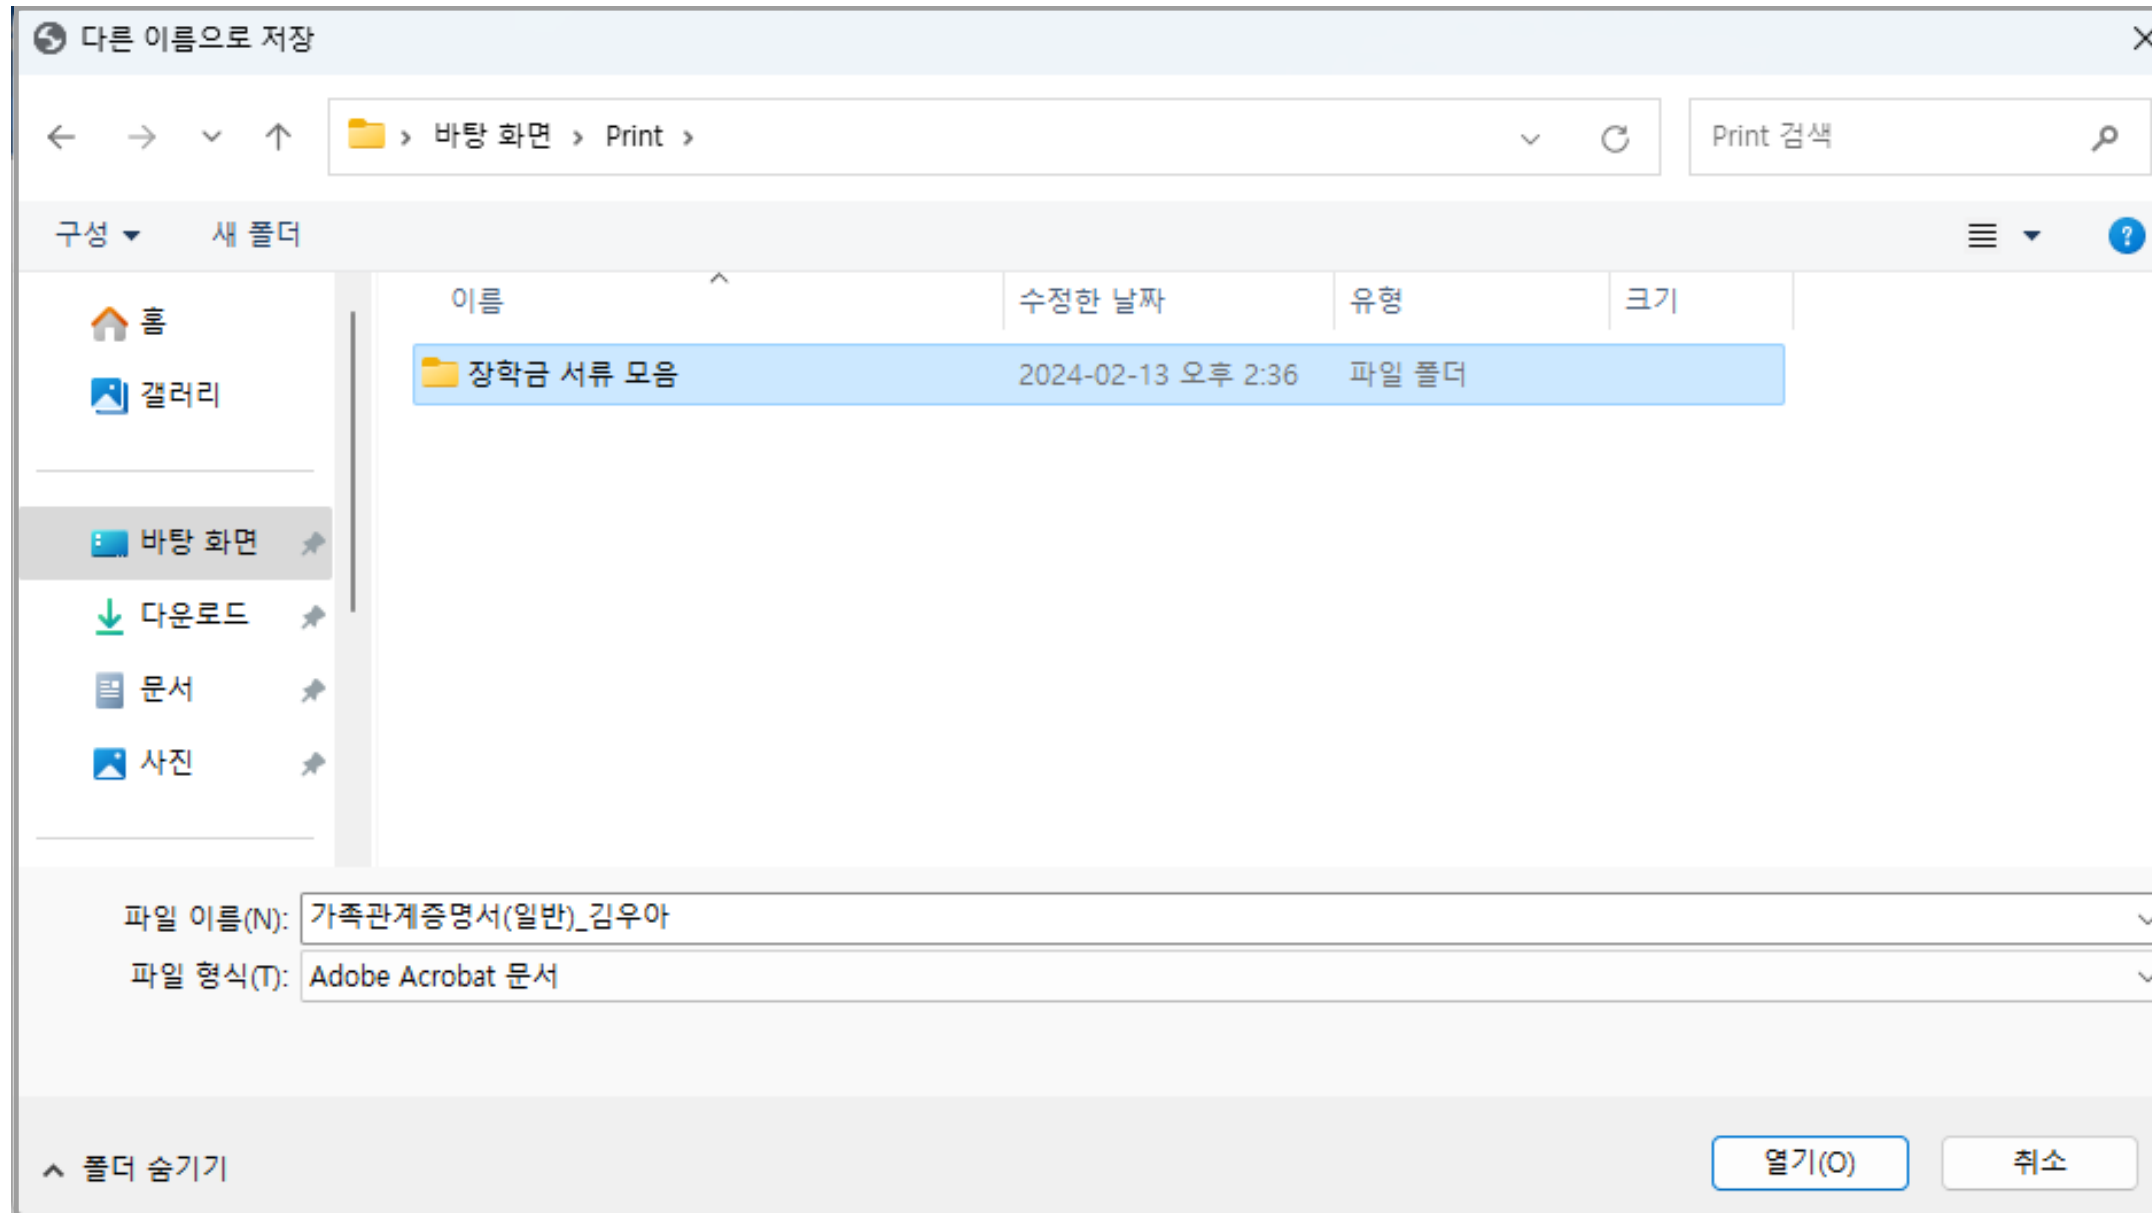 다른 이름으로 저장
바탕 화면 Print
Print 검색
구성 새 폴더
이름 수정한 날짜 유형 크기
장학금 서류 모음 2024-02-13 오후 2:36 파일 폴더
홈
갤러리
바탕 화면
다운로드
문서
사진
파일 이름(N): 가족관계증명서(일반)_김우아
파일 형식(T): Adobe Acrobat 문서
폴더 숨기기
열기(O) 취소